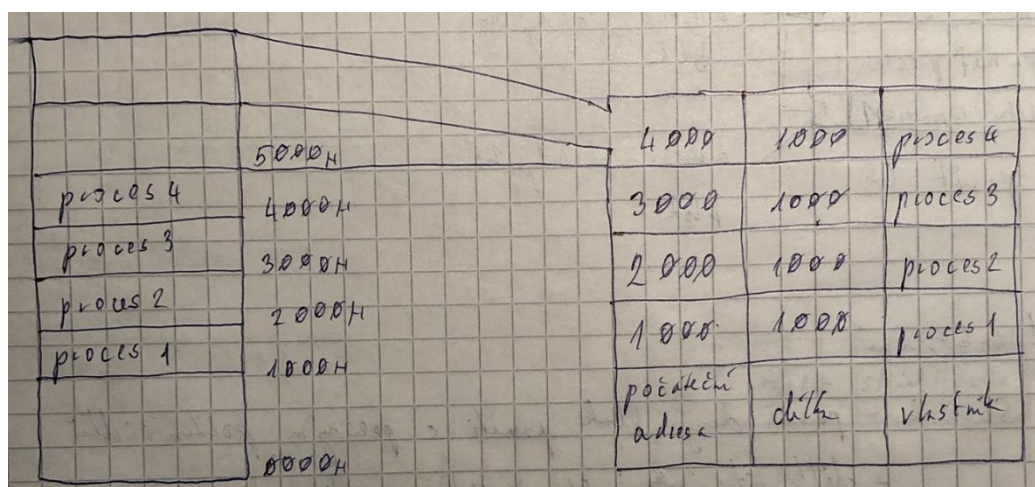 5000H
proces 4
4000H
proces 3
3000H
proces 2
2000H
proces 1
1000H
0000H
4000 1000 proces 4
3000 1000 proces 3
2000 1000 proces 2
1000 1000 proces 1
počáteční adresa délka vlastník